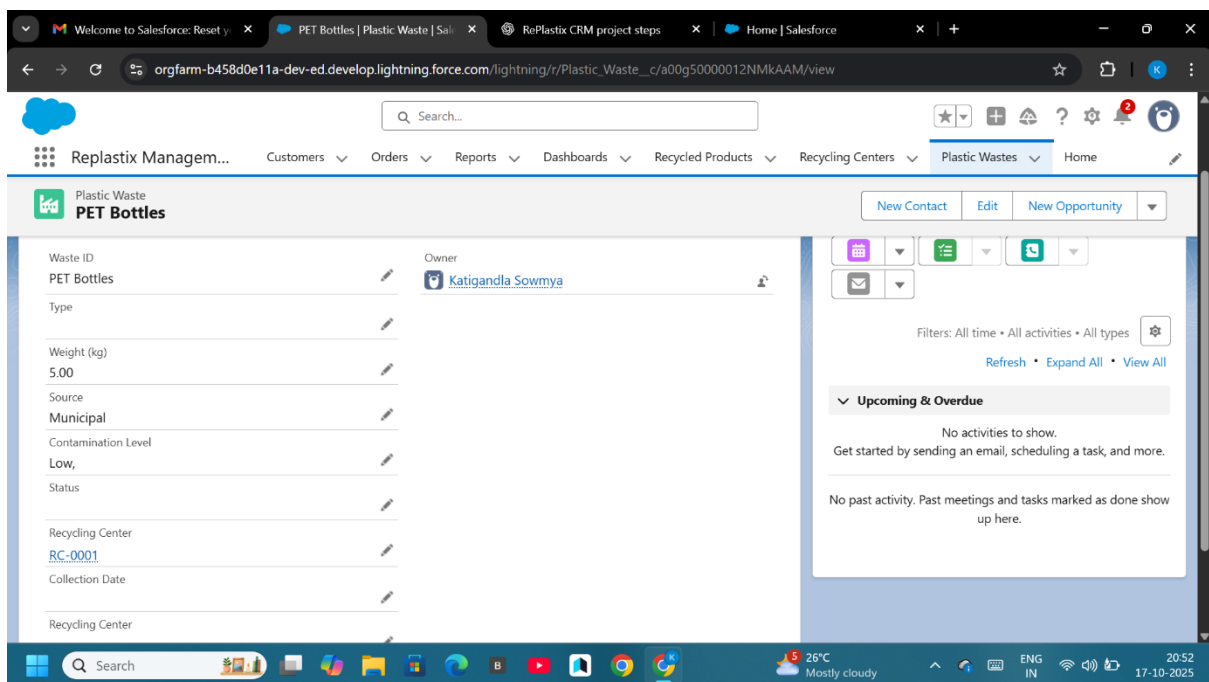 Welcome to Salesforce: Reset y
PET Bottles | Plastic Waste | Sale
RePlastix CRM project steps
Home | Salesforce
orgfarm-b458d0e11a-dev-ed.develop.lightning.force.com/lightning/r/Plastic_Waste__c/a00g50000012NMkAAM/view
K
Search...
2
Replastix Managem...
Customers
Orders
Reports
Dashboards
Recycled Products
Recycling Centers
Plastic Wastes
Home
Plastic Waste
PET Bottles
New Contact
Edit
New Opportunity
Waste ID
PET Bottles
Type
Weight (kg)
5.00
Source
Municipal
Contamination Level
Low,
Status
Recycling Center
RC-0001
Collection Date
Recycling Center
Owner
Katigandla Sowmya
Filters: All time • All activities • All types
Refresh • Expand All • View All
Upcoming & Overdue
No activities to show.
Get started by sending an email, scheduling a task, and more.
No past activity. Past meetings and tasks marked as done show
up here.
Search
B
5
26°C
Mostly cloudy
ENG
IN
20:52
17-10-2025